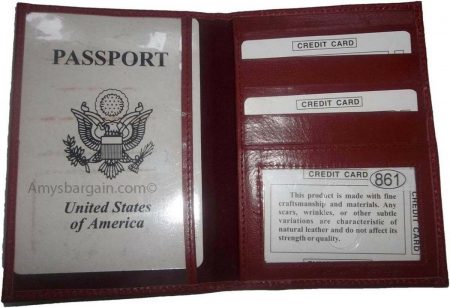 PASSPORT
Amysbargain.com©
United States
of America
CREDIT CARD
CREDIT CARD
CREDIT CARD
861
This product is made with fine
craftsmanship and materials. Any
scars, wrinkles, or other subtle
variations are characteristic of
natural leather and do not affect its
strength or quality.
CREDIT CARD